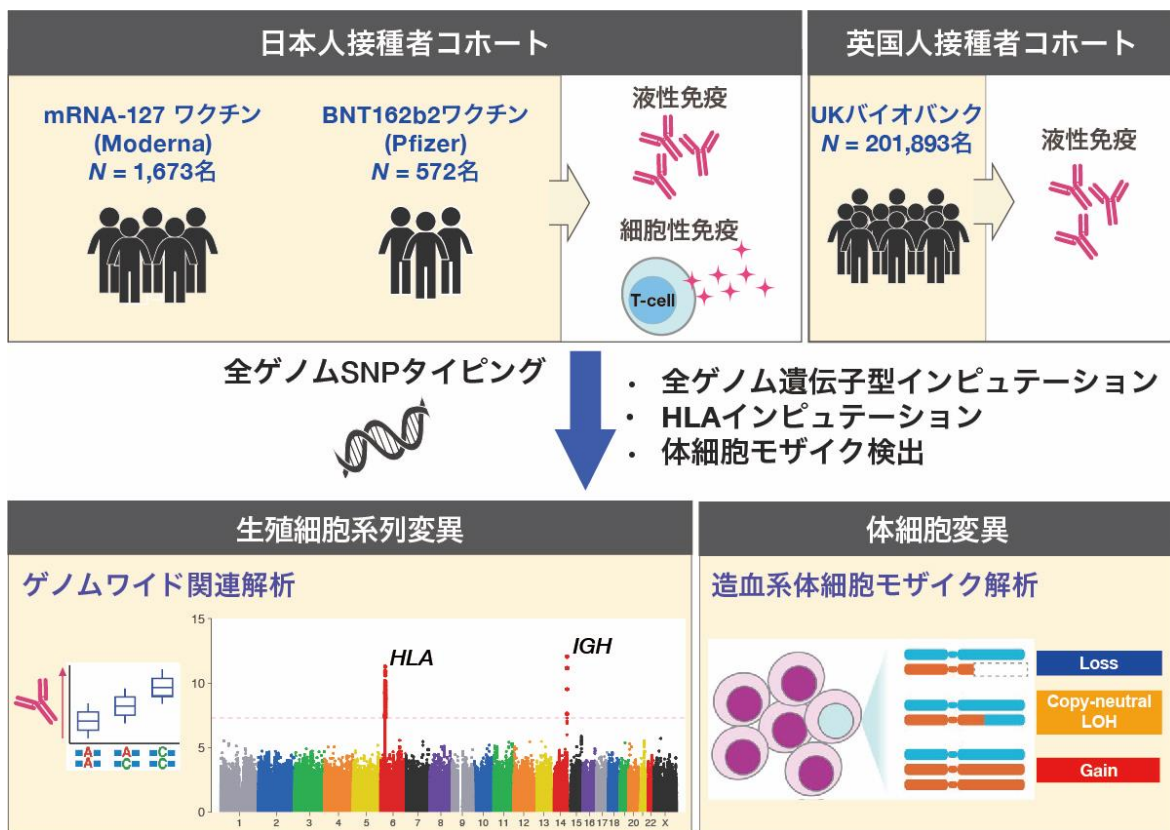 日本人接種者コホート
英国人接種者コホート
mRNA-127 ワクチン
(Moderna)
N = 1,673名
BNT162b2ワクチン
(Pfizer)
N = 572名
液性免疫
細胞性免疫
T-cell
UKバイオバンク
N = 201,893名
液性免疫
全ゲノムSNPタイピング
・ 全ゲノム遺伝子型インピュテーション
・ HLAインピュテーション
・ 体細胞モザイク検出
生殖細胞系列変異
ゲノムワイド関連解析
A A C
A C C
15
10
5
0
HLA
IGH
1 2 3 4 5 6 7 8 9 10 11 12 13 14 15 16 17 18 20 22 X
体細胞変異
造血系体細胞モザイク解析
Loss
Copy-neutral
LOH
Gain